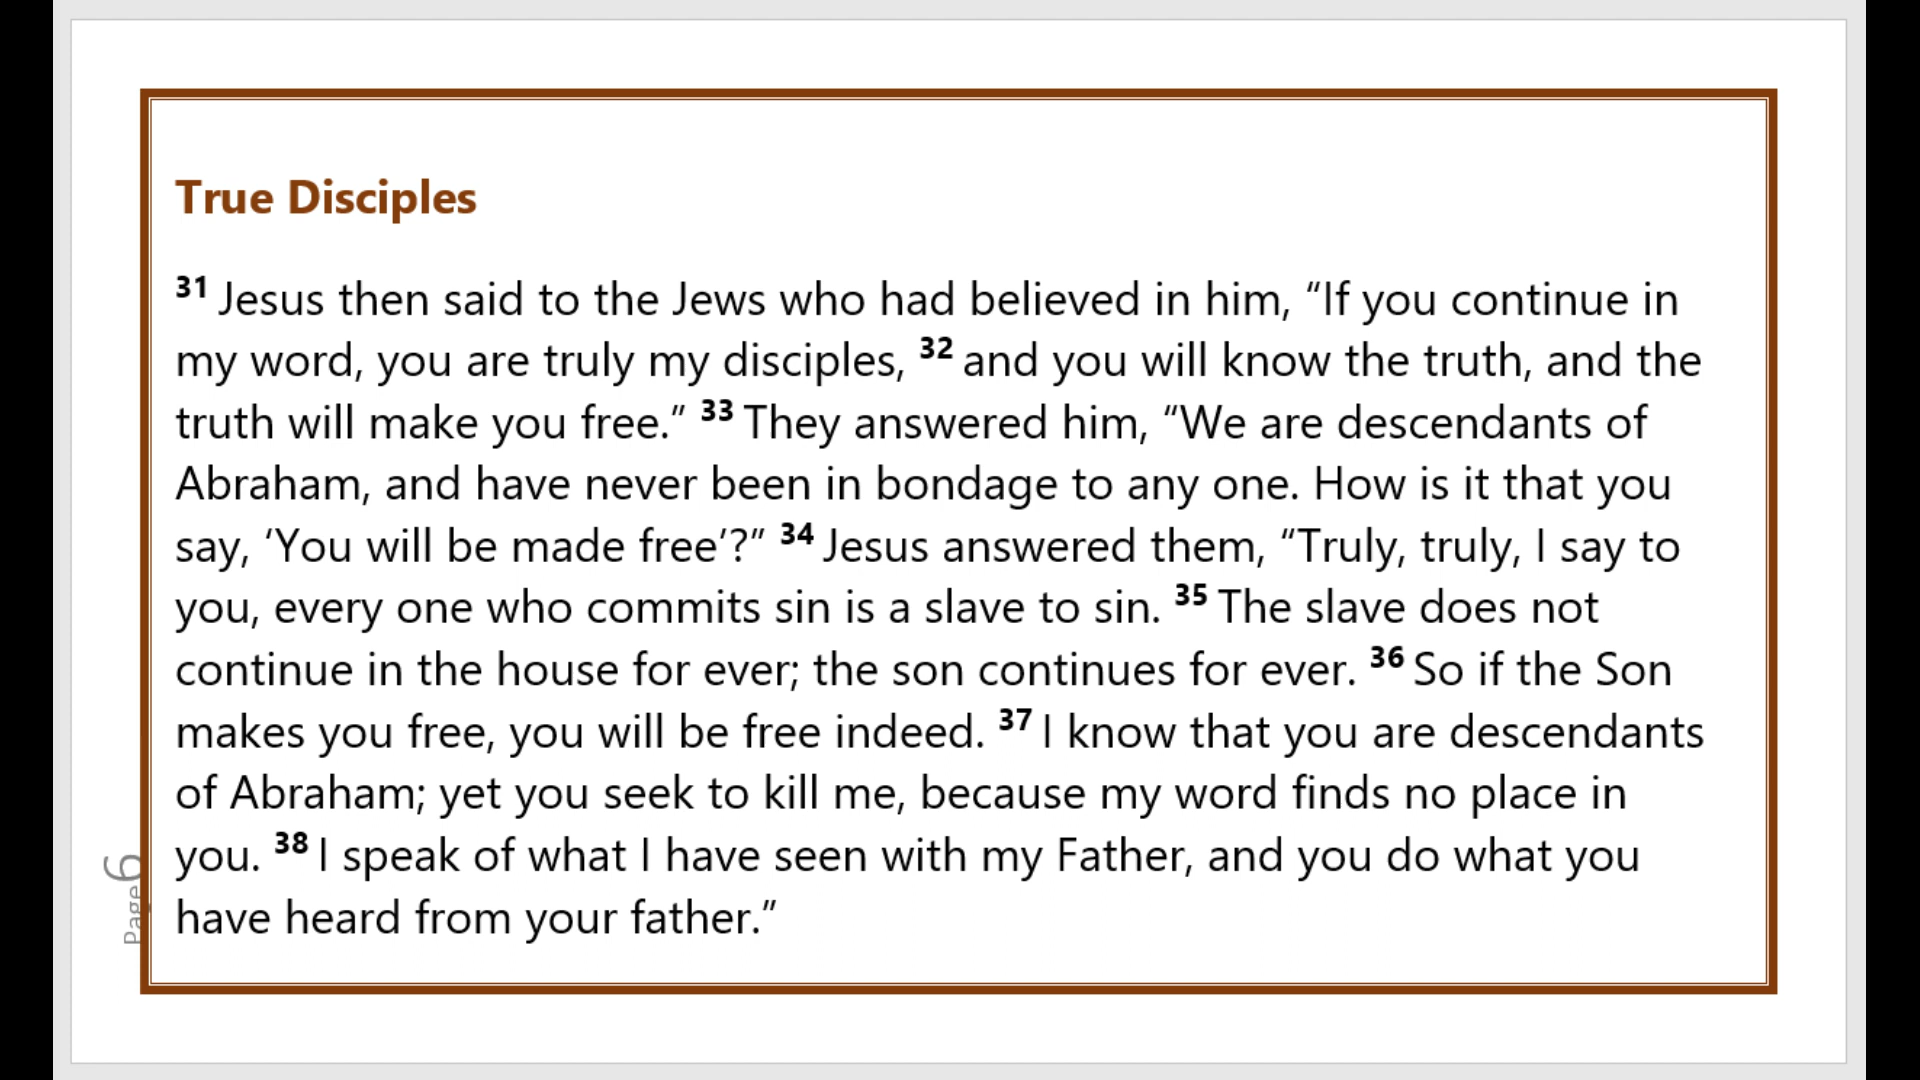 True Disciples
31 Jesus then said to the Jews who had believed in him, “If you continue in
my word, you are truly my disciples, 32 and you will know the truth, and the
truth will make you free.” 33 They answered him, “We are descendants of
Abraham, and have never been in bondage to any one. How is it that you
say, ‘You will be made free’?” 34 Jesus answered them, “Truly, truly, I say to
you, every one who commits sin is a slave to sin. 35 The slave does not
continue in the house for ever; the son continues for ever. 36 So if the Son
makes you free, you will be free indeed. 37 I know that you are descendants
of Abraham; yet you seek to kill me, because my word finds no place in
you. 38 I speak of what I have seen with my Father, and you do what you
have heard from your father.”
Page 6